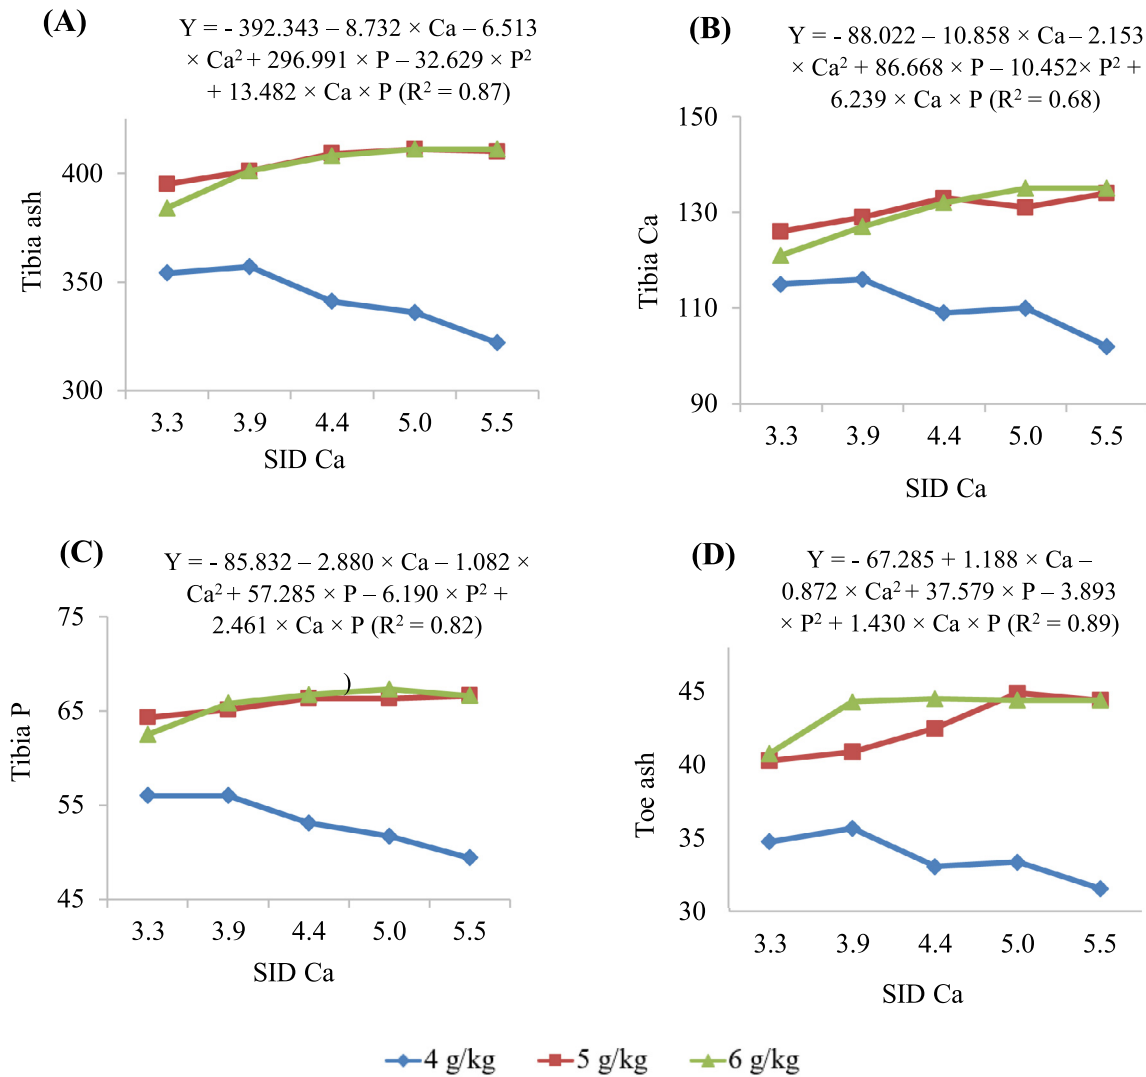 (A)
Y = - 392.343 – 8.732 × Ca – 6.513
× Ca² + 296.991 × P – 32.629 × P²
+ 13.482 × Ca × P (R² = 0.87)
400
350
300
Tibia ash
3.3 3.9 4.4 5.0 5.5
SID Ca
(B)
Y = - 88.022 – 10.858 × Ca – 2.153
× Ca² + 86.668 × P – 10.452× P² +
6.239 × Ca × P (R² = 0.68)
150
130
110
90
Tibia Ca
3.3 3.9 4.4 5.0 5.5
SID Ca
(C)
Y = - 85.832 – 2.880 × Ca – 1.082 ×
Ca² + 57.285 × P – 6.190 × P² +
2.461 × Ca × P (R² = 0.82)
75
65
55
45
Tibia P
)
3.3 3.9 4.4 5.0 5.5
SID Ca
(D)
Y = - 67.285 + 1.188 × Ca –
0.872 × Ca² + 37.579 × P – 3.893
× P² + 1.430 × Ca × P (R² = 0.89)
45
40
35
30
Toe ash
3.3 3.9 4.4 5.0 5.5
SID Ca
4 g/kg 5 g/kg 6 g/kg